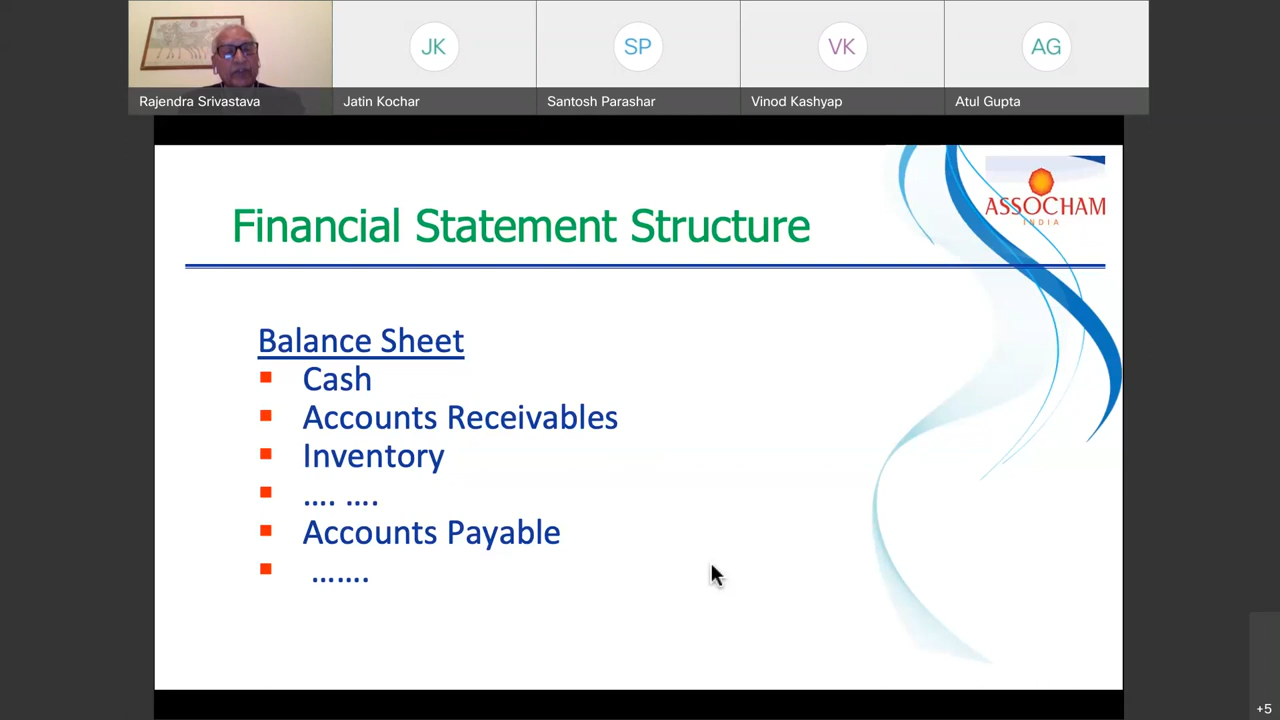 JK
SP
VK
AG
Rajendra Srivastava
Jatin Kochar
Santosh Parashar
Vinod Kashyap
Atul Gupta
ASSOCHAM
INDIA
Financial Statement Structure
Balance Sheet
Cash
Accounts Receivables
Inventory
.... ....
Accounts Payable
.......
+5